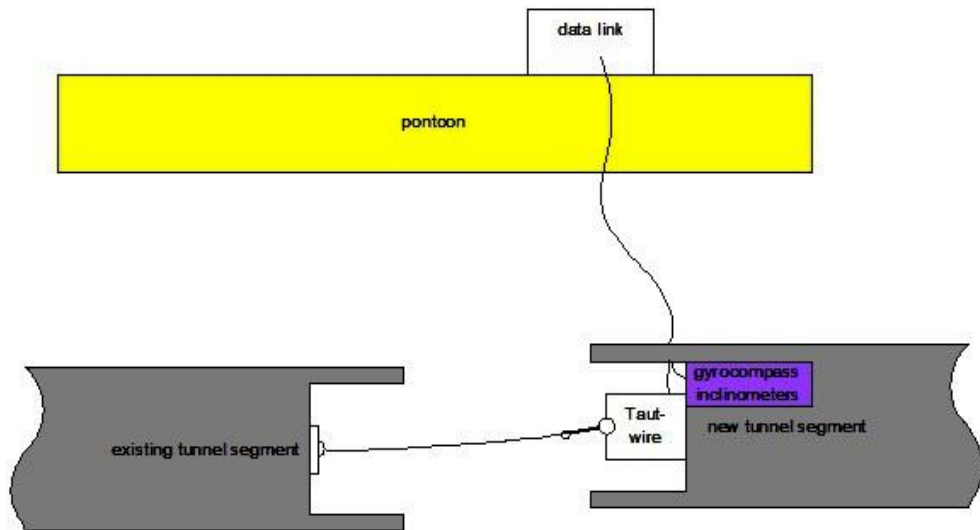 data link
pontoon
gyrocompass
inclinometers
Taut-
wire
new tunnel segment
existing tunnel segment